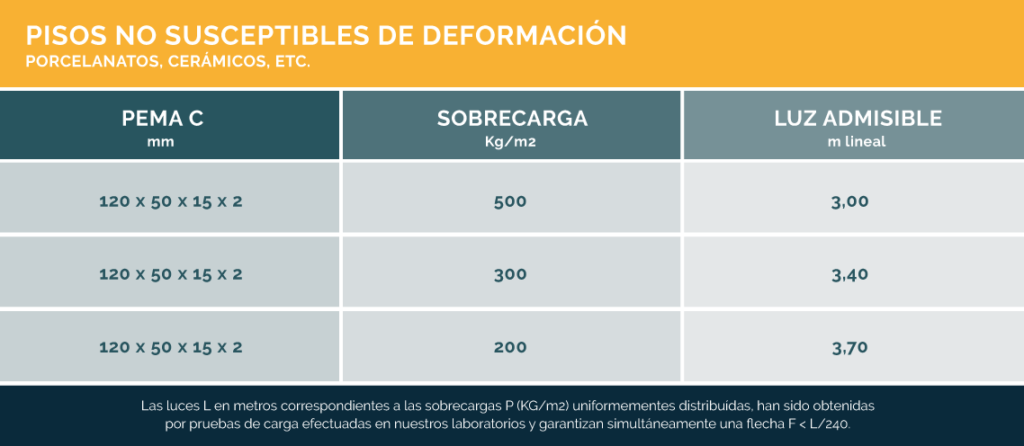 PISOS NO SUSCEPTIBLES DE DEFORMACIÓN
PORCELANATOS, CERÁMICOS, ETC.
PEMA C SOBRECARGA LUZ ADMISIBLE
mm Kg/m2 m lineal
120 x 50 x 15 x 2 500 3,00
120 x 50 x 15 x 2 300 3,40
120 x 50 x 15 x 2 200 3,70
Las luces L en metros correspondientes a las sobrecargas P (KG/m2) uniformementes distribuidas, han sido obtenidas
por pruebas de carga efectuadas en nuestros laboratorios y garantizan simultáneamente una flecha F < L/240.